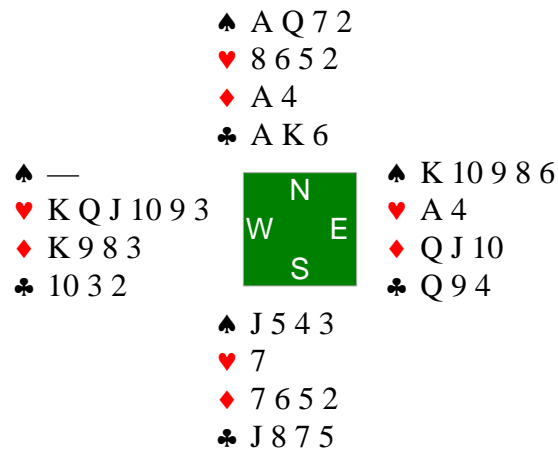 ♠ A Q 7 2
♥ 8 6 5 2
♦ A 4
♣ A K 6
♠ —
♥ K Q J 10 9 3
♦ K 9 8 3
♣ 10 3 2
N
W E
S
♠ K 10 9 8 6
♥ A 4
♦ Q J 10
♣ Q 9 4
♠ J 5 4 3
♥ 7
♦ 7 6 5 2
♣ J 8 7 5